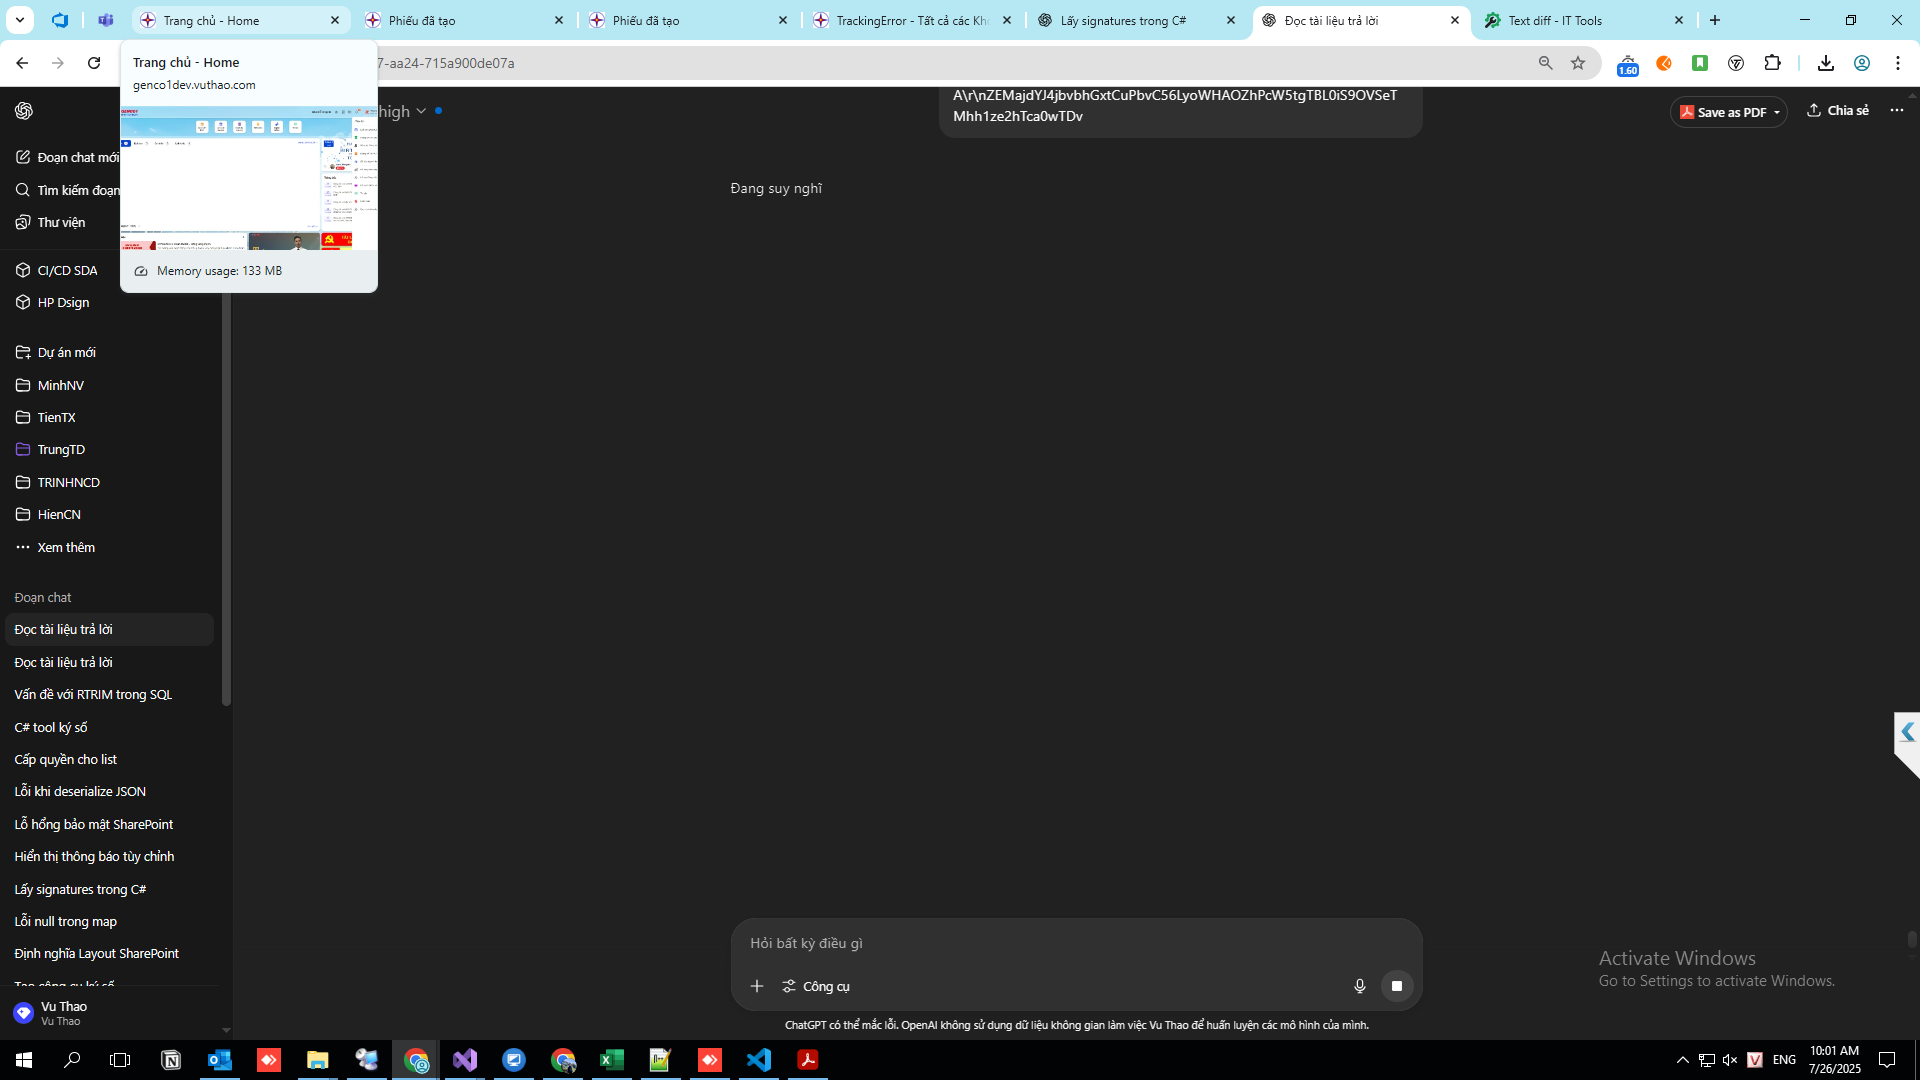 Trang chủ - Home
Phiếu đã tạo
Phiếu đã tạo
TrackingError - Tất cả các Kho
Lấy signatures trong C#
Đọc tài liệu trả lời
Text diff - IT Tools
7-aa24-715a900de07a
1.60
Trang chủ - Home
genco1dev.vuthao.com
Memory usage: 133 MB
high
A\r\nZEMajdYJ4jbvbhGxtCuPbvC56LyoWHAOZhPcW5tgTBL0iS9OVSeT
Mhh1ze2hTca0wTDv
Save as PDF
Chia sẻ
Đang suy nghĩ
Đoạn chat mới
Tìm kiếm đoạn
Thư viện
CI/CD SDA
HP Dsign
Dự án mới
MinhNV
TienTX
TrungTD
TRINHNCD
HienCN
Xem thêm
Đoạn chat
Đọc tài liệu trả lời
Đọc tài liệu trả lời
Vấn đề với RTRIM trong SQL
C# tool ký số
Cấp quyền cho list
Lỗi khi deserialize JSON
Lỗ hổng bảo mật SharePoint
Hiển thị thông báo tùy chỉnh
Lấy signatures trong C#
Lỗi null trong map
Định nghĩa Layout SharePoint
Tạo công cụ ký số
Vu Thao
Vu Thao
Hỏi bất kỳ điều gì
Công cụ
ChatGPT có thể mắc lỗi. OpenAI không sử dụng dữ liệu không gian làm việc Vu Thao để huấn luyện các mô hình của mình.
Activate Windows
Go to Settings to activate Windows.
ENG
10:01 AM
7/26/2025